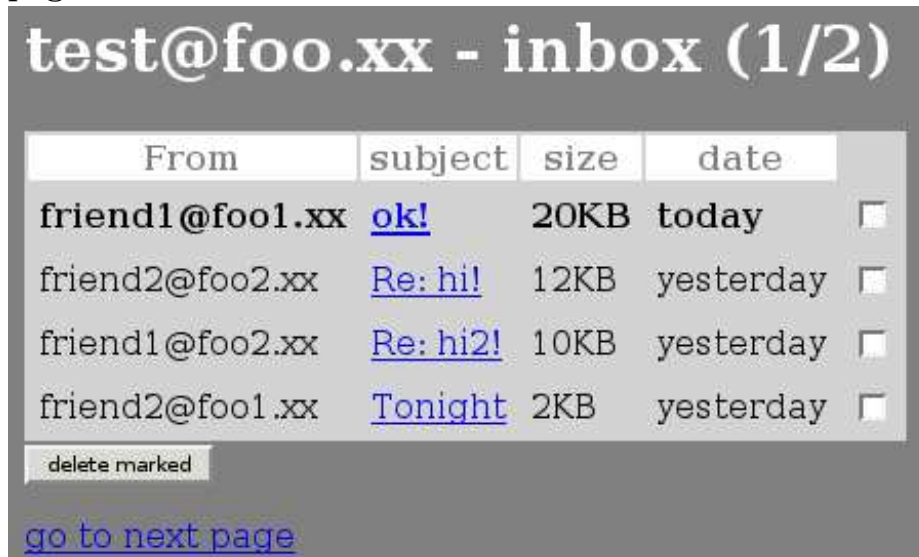 test@foo.xx - inbox (1/2)
From subject size date
friend1@foo1.xx ok! 20KB today
friend2@foo2.xx Re: hi! 12KB yesterday
friend1@foo2.xx Re: hi2! 10KB yesterday
friend2@foo1.xx Tonight 2KB yesterday
delete marked
go to next page